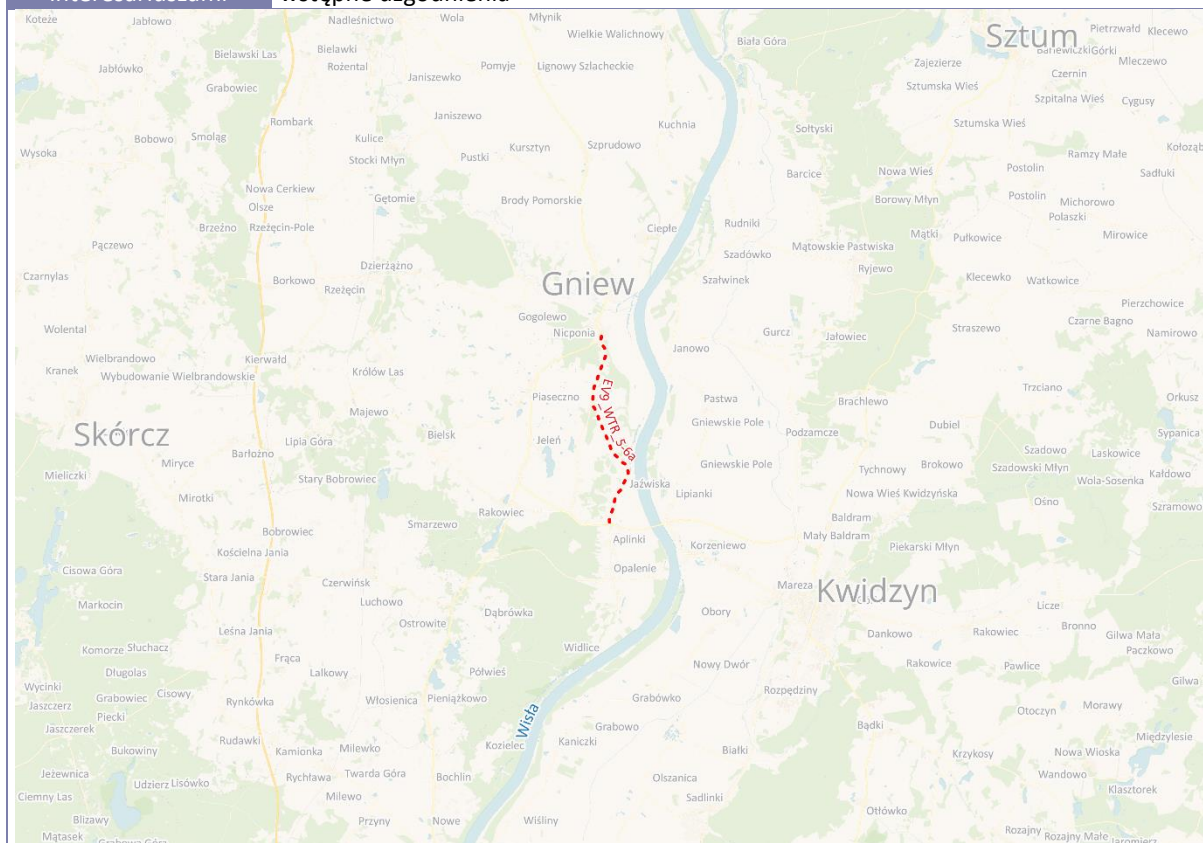 wstępne uzgodnienia
Koteże
Jabłowo
Nadleśnictwo
Wola
Młynik
Wielkie Walichnowy
Biała Góra
Sztum
Pietrzwałd
Klecewo
Bielawski Las
Bielawki
Rożental
Jabłówko
Janiszewko
Pomyje
Lignowy Szlacheckie
Zajezierze
Górki
Mleczewo
Czernin
Grabowiec
Sztumska Wieś
Szpitalna Wieś
Cygusy
Rombark
Janiszewo
Kuchnia
Sołtyski
Sztumska Wieś
Bobowo
Smoląg
Kulice
Kursztyn
Szprudowo
Wysoka
Stocki Młyn
Pustki
Barcice
Ramzy Małe
Kołoząb
Postolin
Sadłuki
Nowa Cerkiew
Gętomie
Nowa Wieś
Olsze
Brody Pomorskie
Borowy Młyn
Postolin
Michorowo
Brzeźno
Rzeżęcin-Pole
Ciepłe
Rudniki
Polaszki
Pączewo
Mątowskie Pastwiska
Mątki
Pułkowice
Mirowice
Dzierżążno
Szadówko
Czarnylas
Borkowo
Rzeżęcin
Gniew
Szałwinek
Ryjewo
Klecewko
Watkowice
Pierzchowice
Gogolewo
Wolental
Nicponia
Gurcz
Jałowiec
Straszewo
Czarne Bagno
Namirowo
Wielbrandowo
Kierwałd
Janowo
Kranek
Wybudowanie Wielbrandowskie
Królów Las
Trzciano
Piaseczno
EV9_WTR_5-6a
Pastwa
Brachlewo
Orkusz
Skórcz
Majewo
Gniewskie Pole
Podzamcze
Dubiel
Lipia Góra
Bielsk
Jeleń
Sypanica
Barłożno
Szadowo
Laskowice
Mieliczki
Miryce
Gniewskie Pole
Tychnowy
Brokowo
Szadowski Młyn
Kałdowo
Stary Bobrowiec
Jaźwiska
Wola-Sosenka
Mirotki
Lipianki
Nowa Wieś Kwidzyńska
Ośno
Szramowo
Smarzewo
Rakowiec
Bobrowiec
Baldram
Kościelna Jania
Aplinki
Korzeniewo
Mały Baldram
Piekarski Młyn
Cisowa Góra
Opalenie
Stara Jania
Czerwińsk
Mareza
Kwidzyn
Markocin
Luchowo
Dąbrówka
Obory
Licze
Ostrowite
Leśna Jania
Dankowo
Rakowiec
Bronno
Gilwa Mała
Komorze
Słuchacz
Widlice
Paczkowo
Frąca
Półwieś
Nowy Dwór
Rakowice
Pawlice
Długolas
Lalkowy
Gilwa
Wycinki
Grabowiec
Cisowy
Rynkówka
Włosienica
Pieniążkowo
Grabówko
Rozpędziny
Jaszczerz
Wisła
Otoczyn
Morawy
Piecki
Grabowo
Bądki
Jaszczerek
Rudawki
Kozielec
Kaniczki
Międzylesie
Bukowiny
Kamionka
Milewko
Białki
Krzykosy
Nowa Wioska
Jeżewnica
Rychława
Twarda Góra
Bochlin
Wandowo
Udzierz
Lisówko
Olszanica
Klasztorek
Ciemny Las
Milewo
Sadlinki
Otłówko
Blizawy
Przyny
Nowe
Wiśliny
Rozajny
Rozajny Małe
Mątasek